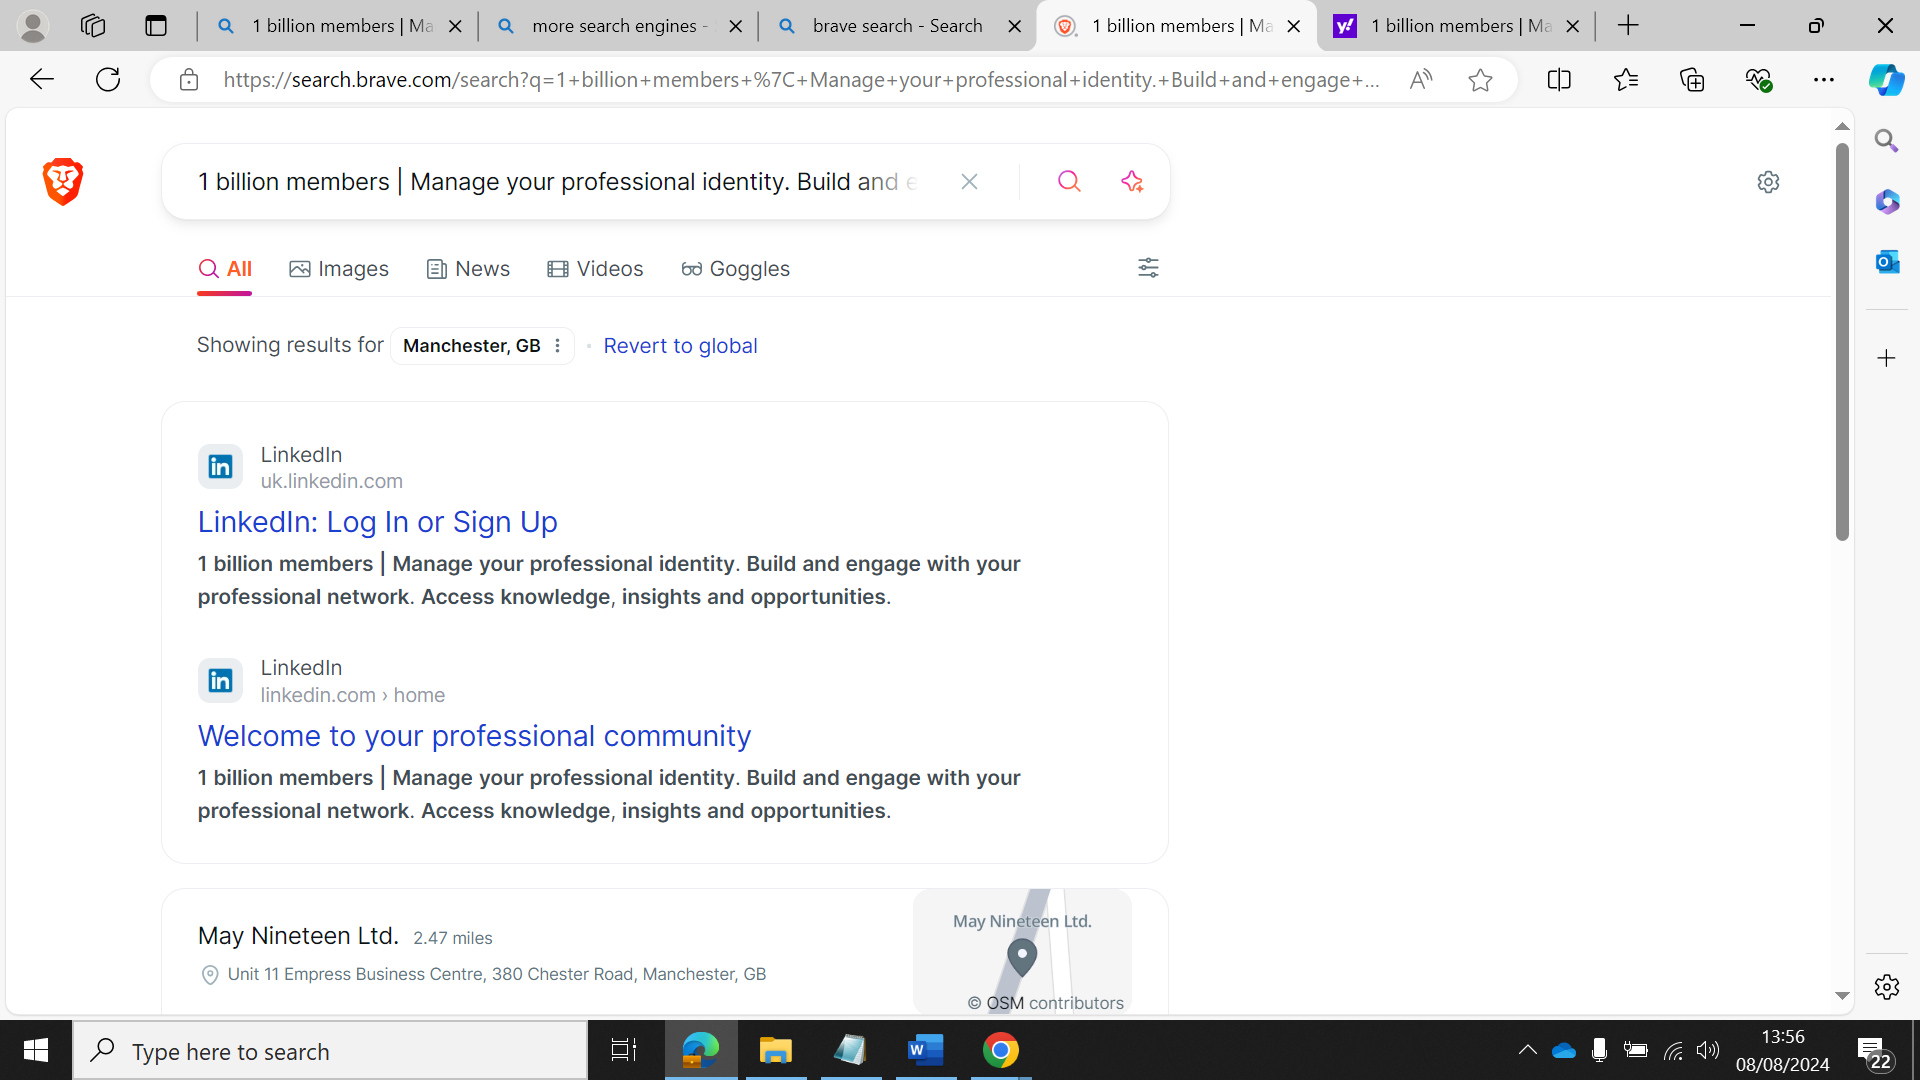 1 billion members | Ma
more search engines -
brave search - Search
1 billion members | Ma
1 billion members | Ma
https://search.brave.com/search?q=1+billion+members+%7C+Manage+your+professional+identity.+Build+and+engage+...
1 billion members | Manage your professional identity. Build and e
All
Images
News
Videos
Goggles
Showing results for Manchester, GB
Revert to global
LinkedIn
uk.linkedin.com
LinkedIn: Log In or Sign Up
1 billion members | Manage your professional identity. Build and engage with your
professional network. Access knowledge, insights and opportunities.
LinkedIn
linkedin.com › home
Welcome to your professional community
1 billion members | Manage your professional identity. Build and engage with your
professional network. Access knowledge, insights and opportunities.
May Nineteen Ltd. 2.47 miles
Unit 11 Empress Business Centre, 380 Chester Road, Manchester, GB
May Nineteen Ltd.
© OSM contributors
Type here to search
13:56
08/08/2024
22